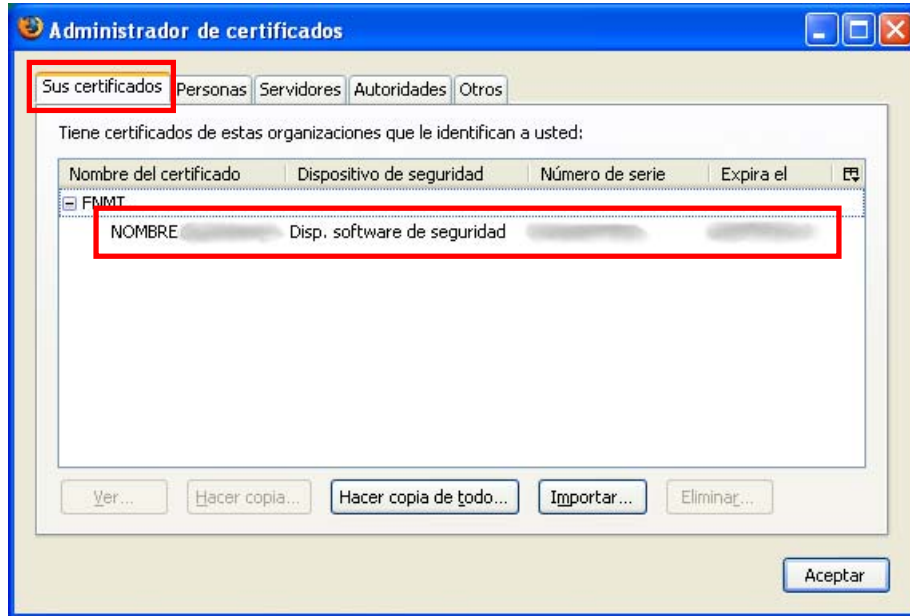 Administrador de certificados
Sus certificados Personas Servidores Autoridades Otros
Tiene certificados de estas organizaciones que le identifican a usted:
Nombre del certificado Dispositivo de seguridad Número de serie Expira el
FNMT
NOMBRE Disp. software de seguridad
Ver... Hacer copia... Hacer copia de todo... Importar... Eliminar...
Aceptar